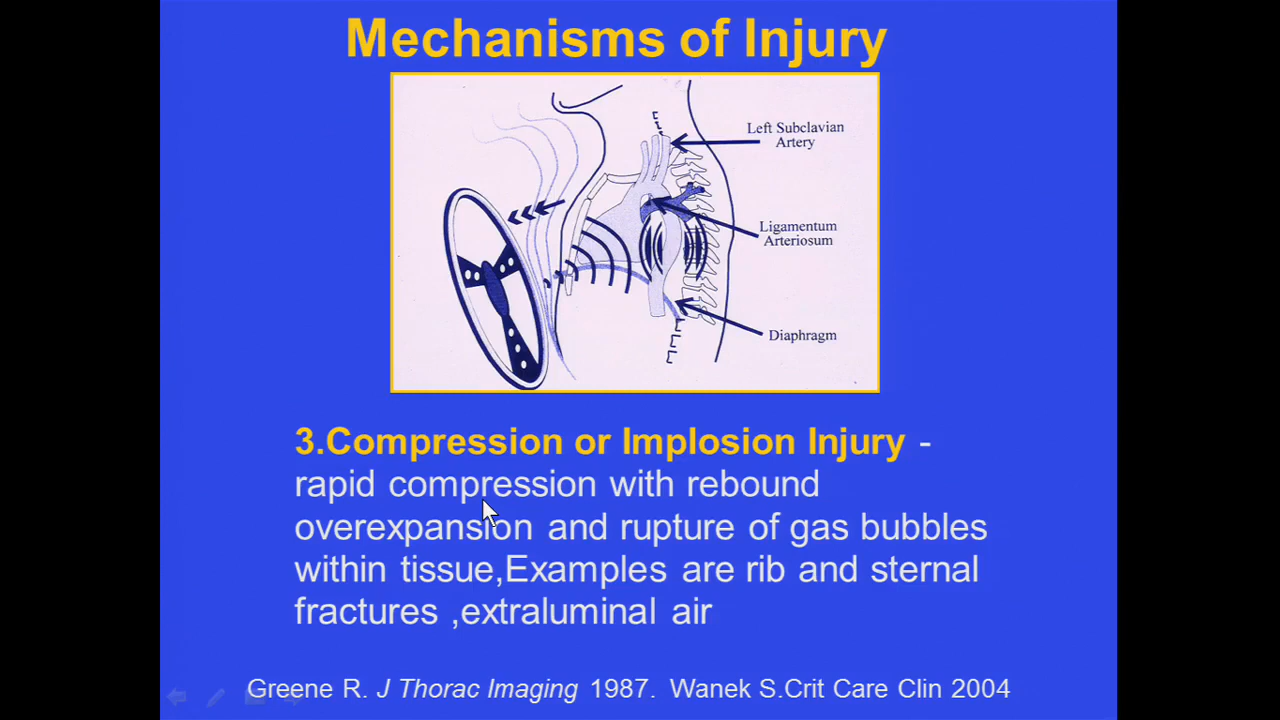 Mechanisms of Injury
Left Subclavian
Artery
Ligamentum
Arteriosum
Diaphragm
3.Compression or Implosion Injury -
rapid compression with rebound
overexpansion and rupture of gas bubbles
within tissue,Examples are rib and sternal
fractures ,extraluminal air
Greene R. J Thorac Imaging 1987. Wanek S.Crit Care Clin 2004